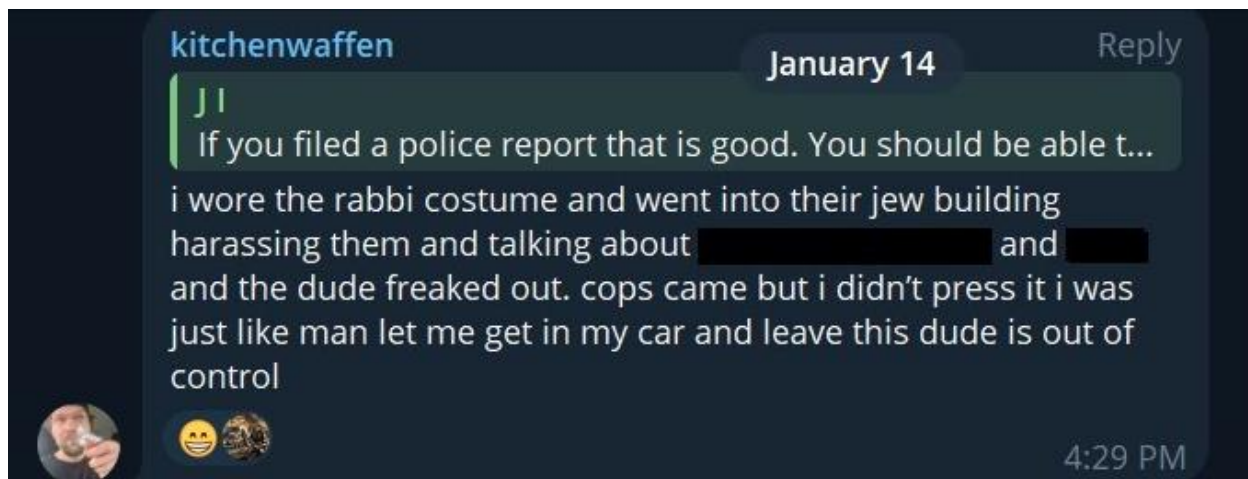 kitchenwaffen
Reply
January 14
J I
If you filed a police report that is good. You should be able t...
i wore the rabbi costume and went into their jew building
harassing them and talking about and
and the dude freaked out. cops came but i didn't press it i was
just like man let me get in my car and leave this dude is out of
control
4:29 PM